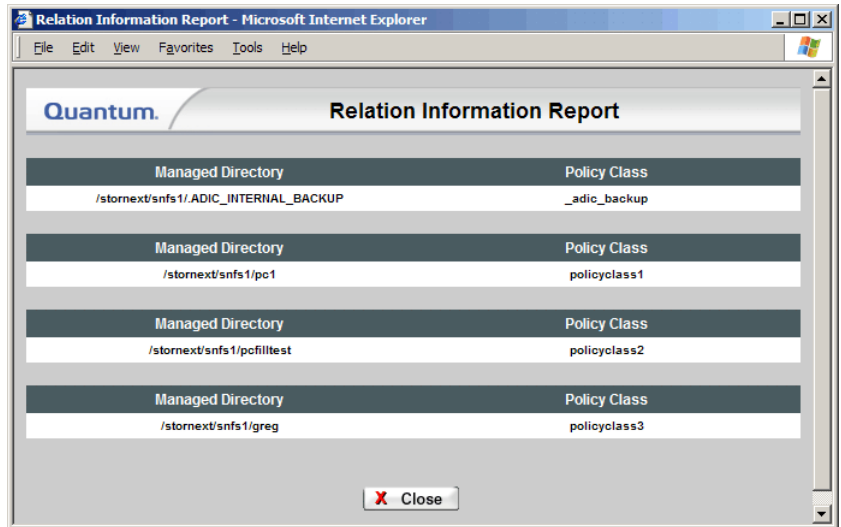 Relation Information Report - Microsoft Internet Explorer
File Edit View Favorites Tools Help
Quantum. Relation Information Report
Managed Directory Policy Class
/stornext/snfs1/.ADIC_INTERNAL_BACKUP _adic_backup
Managed Directory Policy Class
/stornext/snfs1/pc1 policyclass1
Managed Directory Policy Class
/stornext/snfs1/pcfilltest policyclass2
Managed Directory Policy Class
/stornext/snfs1/greg policyclass3
X Close